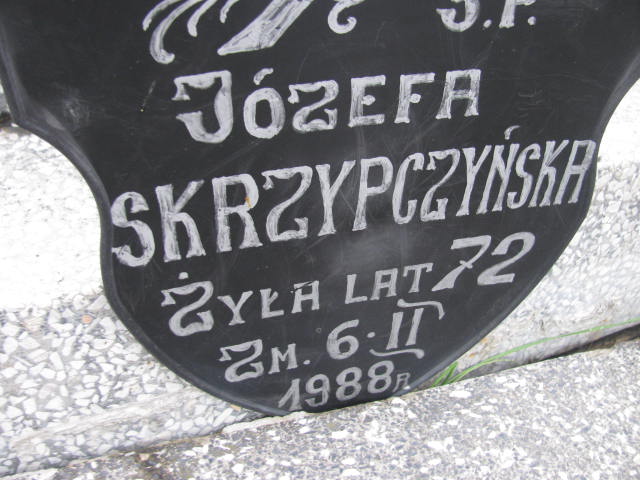 Ś.P.
JÓZEFA
SKRZYPCZYŃSKA
ŻYŁA LAT 72
ZM. 6·II
1988R